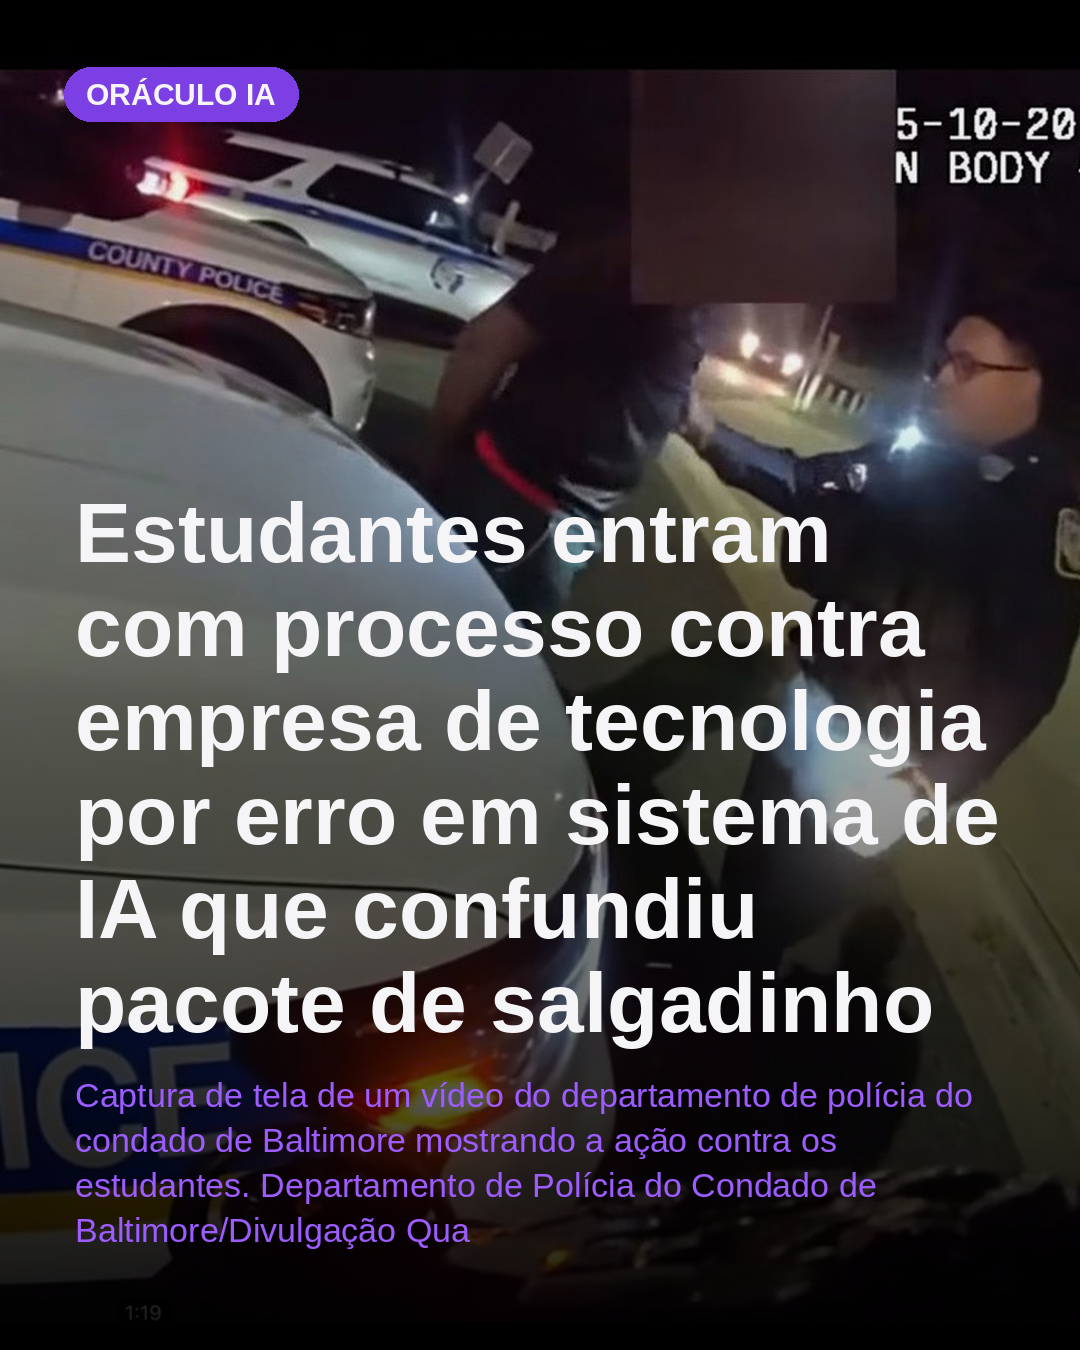 ORÁCULO IA
5-10-20
N BODY
COUNTY POLICE
Estudantes entram
com processo contra
empresa de tecnologia
por erro em sistema de
IA que confundiu
pacote de salgadinho
Captura de tela de um vídeo do departamento de polícia do
condado de Baltimore mostrando a ação contra os
estudantes. Departamento de Polícia do Condado de
Baltimore/Divulgação Qua
ICE
1:19